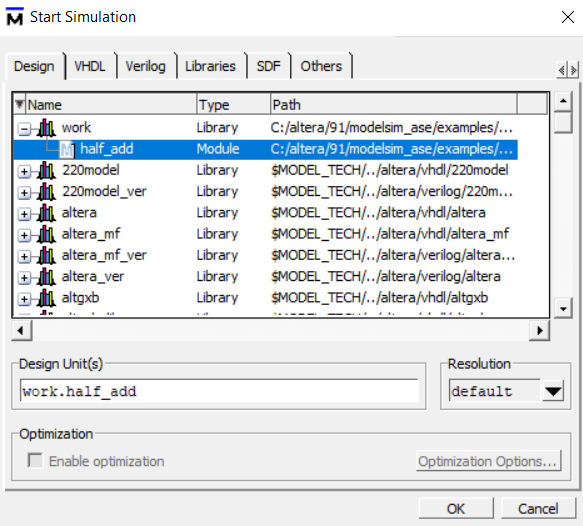 Start Simulation
Design VHDL Verilog Libraries SDF Others
Name Type Path
work Library C:/altera/91/modelsim_ase/examples/...
half_add Module C:/altera/91/modelsim_ase/examples/...
220model Library $MODEL_TECH/../altera/vhdl/220model
220model_ver Library $MODEL_TECH/../altera/verilog/220m...
altera Library $MODEL_TECH/../altera/vhdl/altera
altera_mf Library $MODEL_TECH/../altera/vhdl/altera_mf
altera_mf_ver Library $MODEL_TECH/../altera/verilog/altera...
altera_ver Library $MODEL_TECH/../altera/verilog/altera
altgxb Library $MODEL_TECH/../altera/vhdl/altgxb
Design Unit(s) Resolution
work.half_add default
Optimization
Enable optimization Optimization Options...
OK Cancel